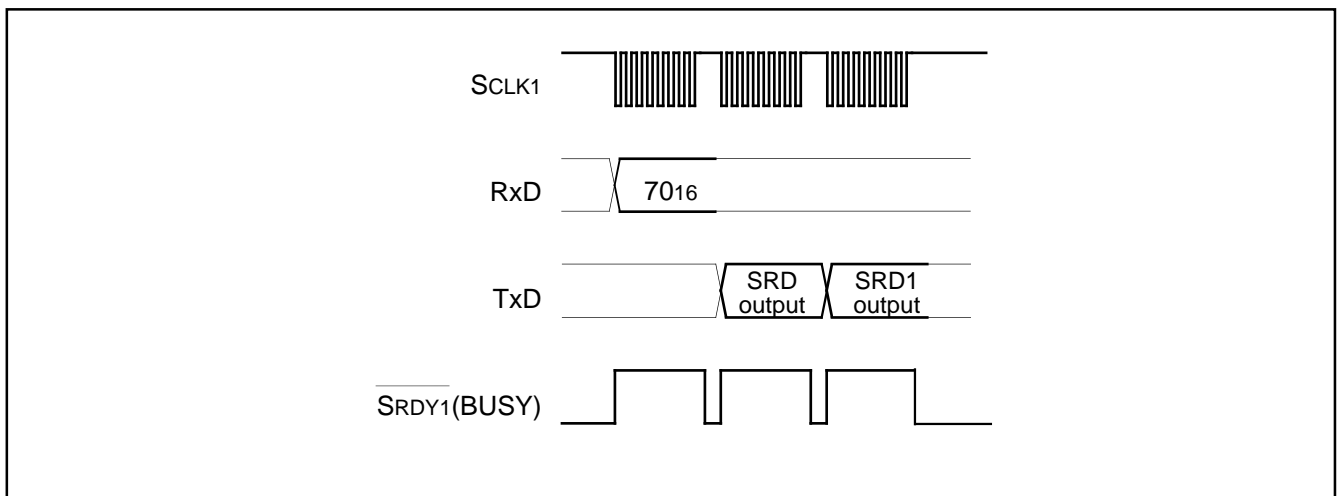 SCLK1
RxD
7016
TxD
SRD
output
SRD1
output
SRDY1(BUSY)